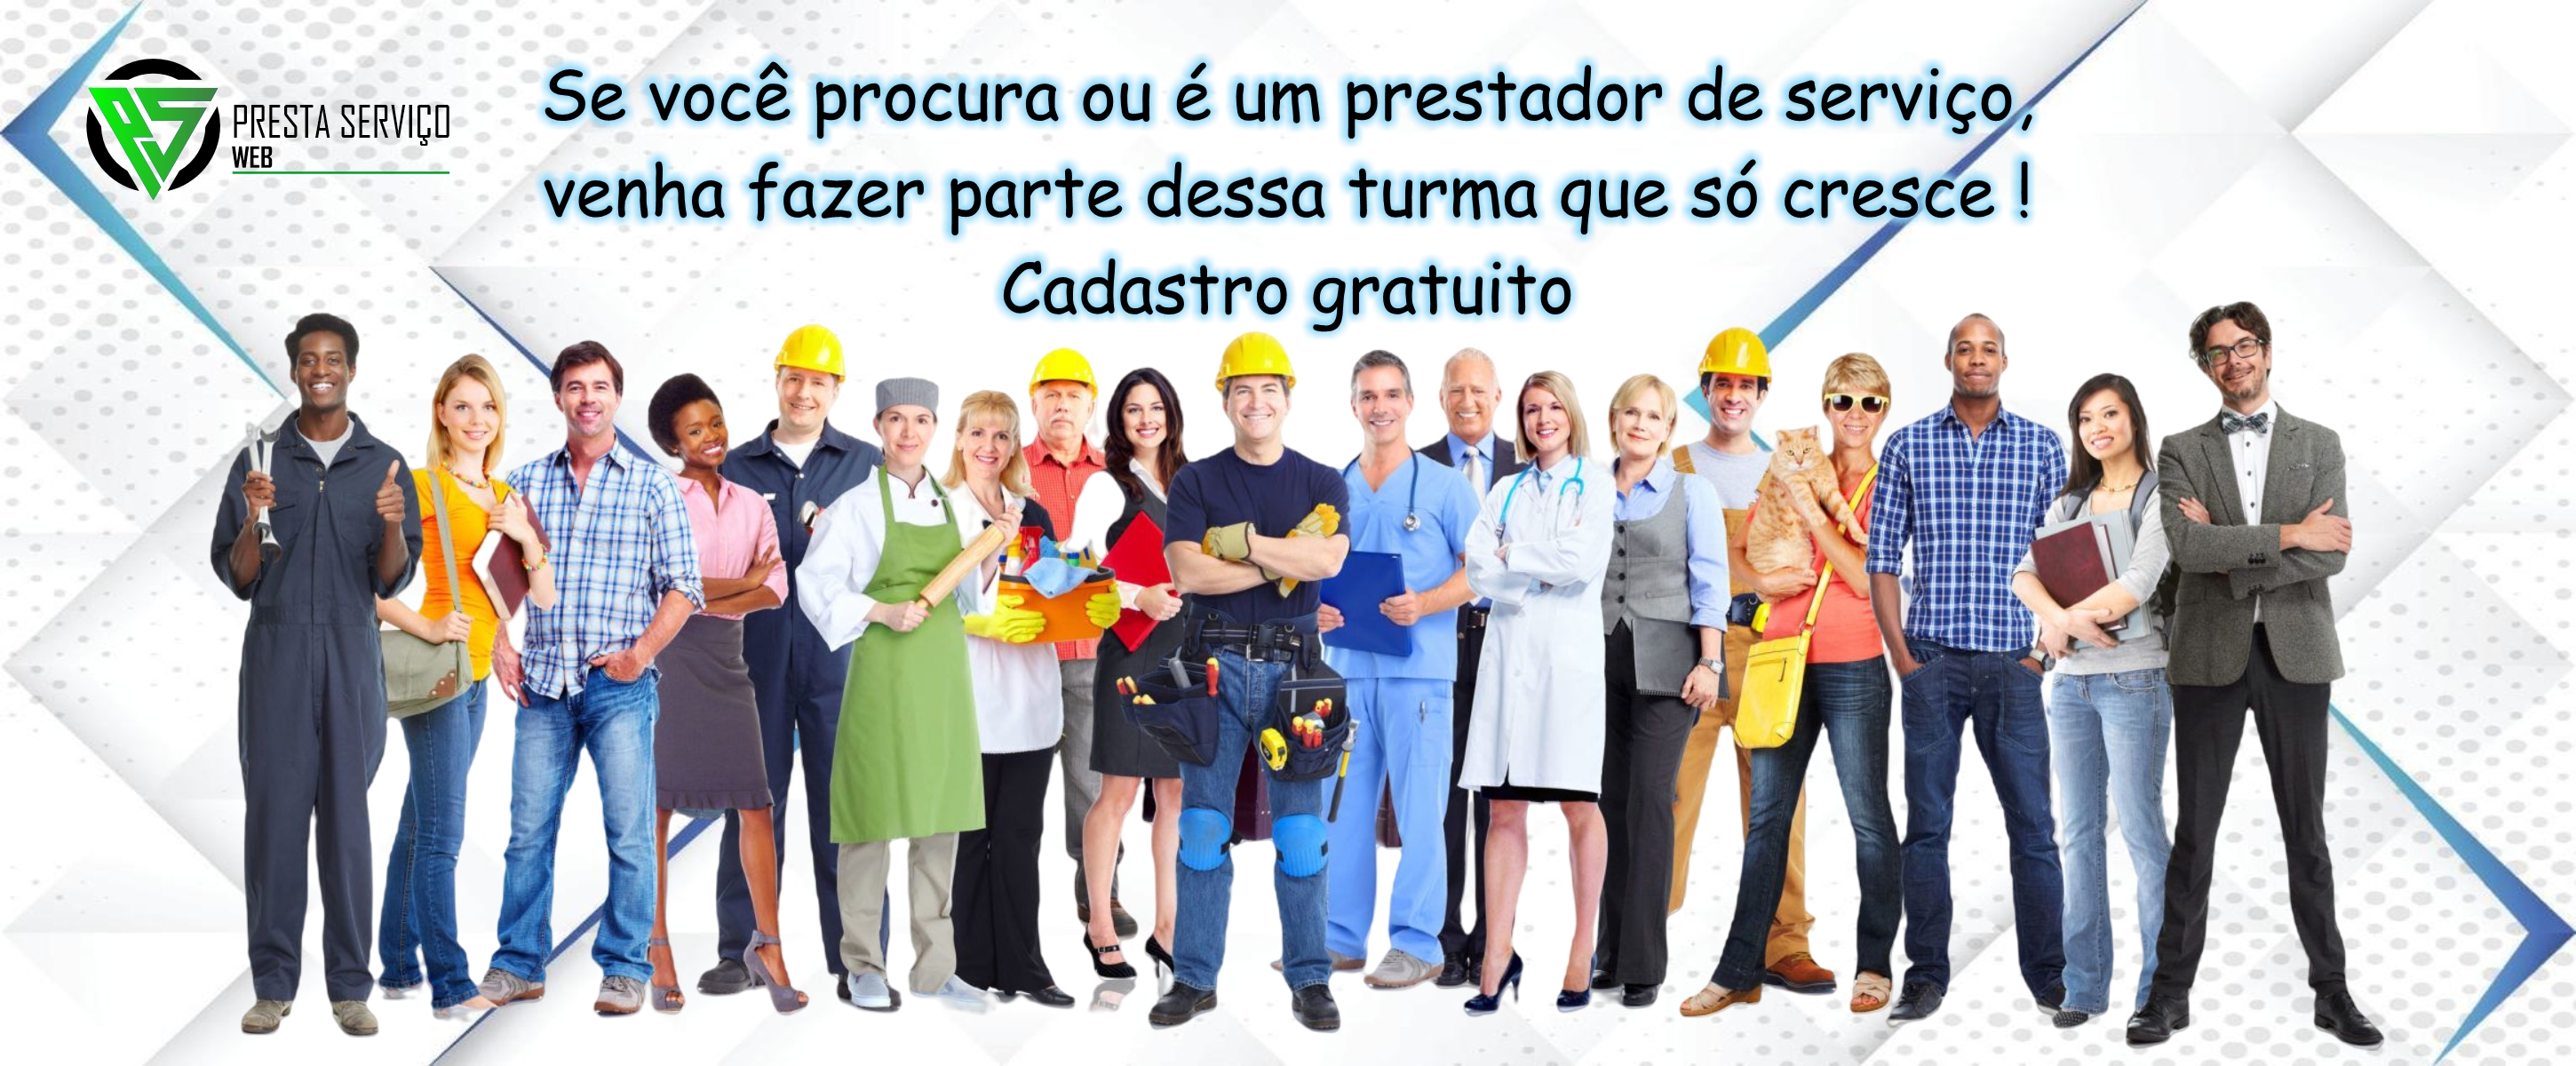 PRESTA SERVIÇO
WEB
Se você procura ou é um prestador de serviço,
venha fazer parte dessa turma que só cresce !
Cadastro gratuito